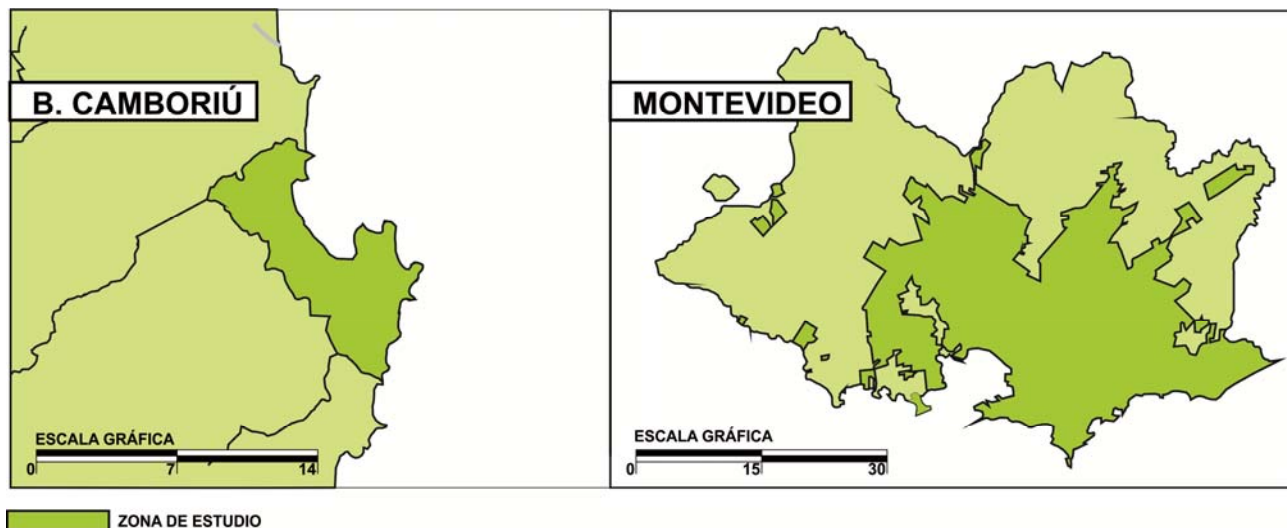 B. CAMBORIÚ
ESCALA GRÁFICA
0 7 14
MONTEVIDEO
ESCALA GRÁFICA
0 15 30
ZONA DE ESTUDIO